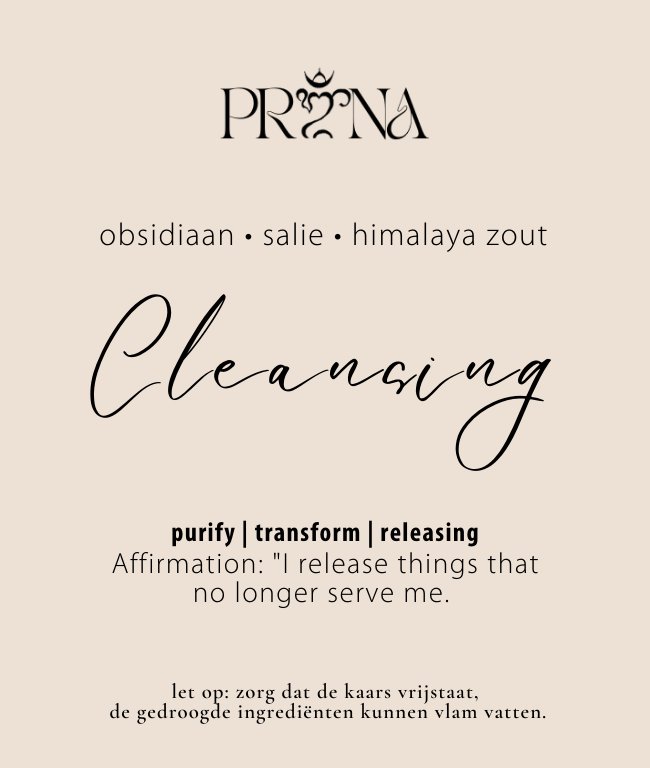 PRANA
obsidiaan • salie • himalaya zout
Cleansing
purify | transform | releasing
Affirmation: "I release things that
no longer serve me.
let op: zorg dat de kaars vrijstaat,
de gedroogde ingrediënten kunnen vlam vatten.